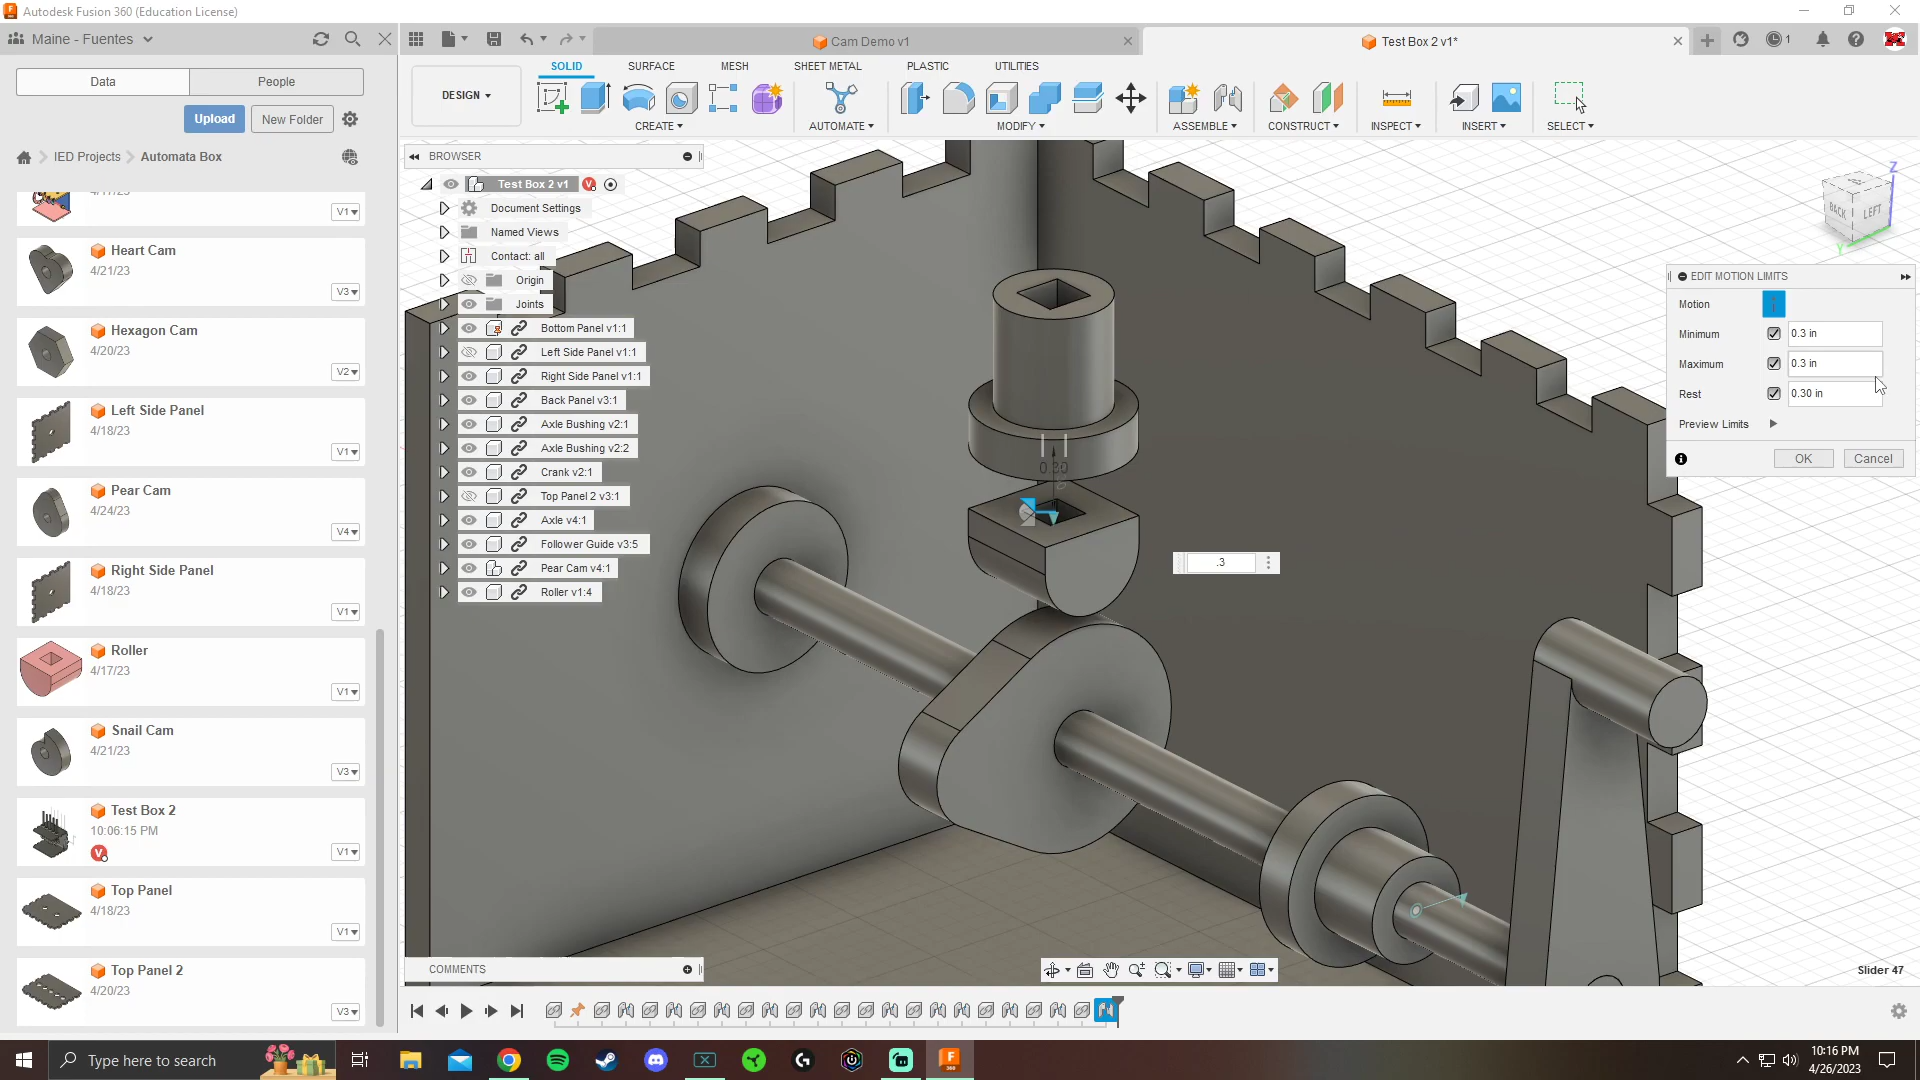 Autodesk Fusion 360 (Education License)
Maine - Fuentes
Cam Demo v1
Test Box 2 v1*
1
Data
People
Upload
New Folder
IED Projects
Automata Box
V1
Heart Cam
4/21/23
V3
Hexagon Cam
4/20/23
V2
Left Side Panel
4/18/23
V1
Pear Cam
4/24/23
V4
Right Side Panel
4/18/23
V1
Roller
4/17/23
V1
Snail Cam
4/21/23
V3
Test Box 2
10:06:15 PM
V1
Top Panel
4/18/23
V1
Top Panel 2
4/20/23
V3
SOLID
SURFACE
MESH
SHEET METAL
PLASTIC
UTILITIES
DESIGN
CREATE
AUTOMATE
MODIFY
ASSEMBLE
CONSTRUCT
INSPECT
INSERT
SELECT
BROWSER
Test Box 2 v1
Document Settings
Named Views
Contact: all
Origin
Joints
Bottom Panel v1:1
Left Side Panel v1:1
Right Side Panel v1:1
Back Panel v3:1
Axle Bushing v2:1
Axle Bushing v2:2
Crank v2:1
Top Panel 2 v3:1
Axle v4:1
Follower Guide v3:5
Pear Cam v4:1
Roller v1:4
0.30
.3
Z
BACK
LEFT
Y
EDIT MOTION LIMITS
Motion
Minimum
0.3 in
Maximum
0.3 in
Rest
0.30 in
Preview Limits
OK
Cancel
COMMENTS
Slider 47
Type here to search
10:16 PM
4/26/2023